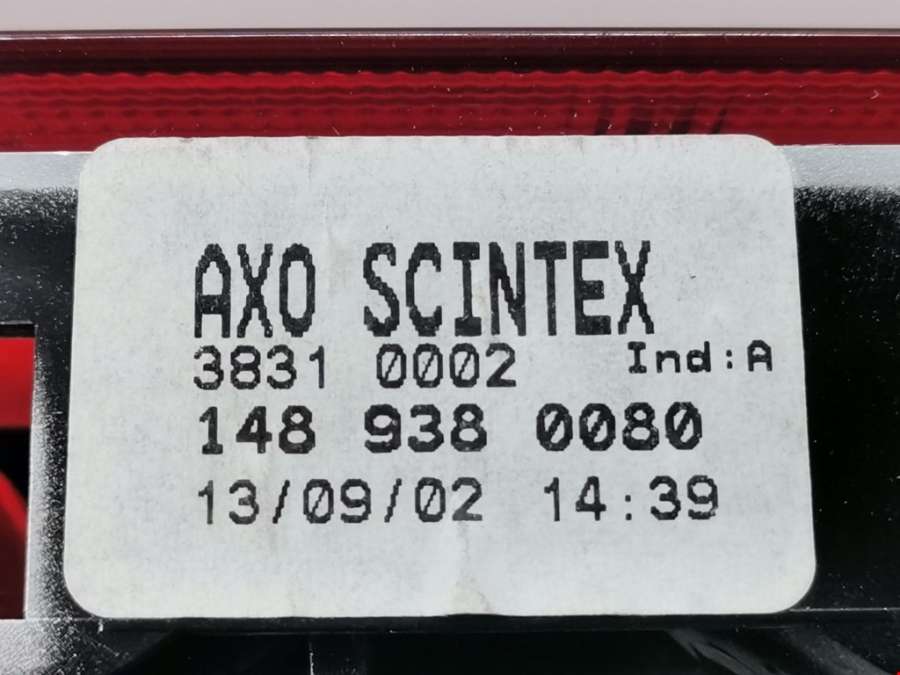 AXO SCINTEX
3831 0002 Ind:A
148 938 0080
13/09/02 14:39